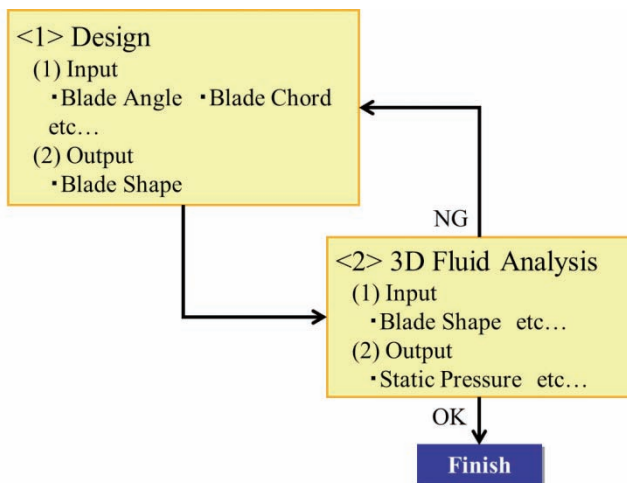 <1> Design
(1) Input
・Blade Angle ・Blade Chord
etc…
(2) Output
・Blade Shape
NG
<2> 3D Fluid Analysis
(1) Input
・Blade Shape etc…
(2) Output
・Static Pressure etc…
OK
Finish